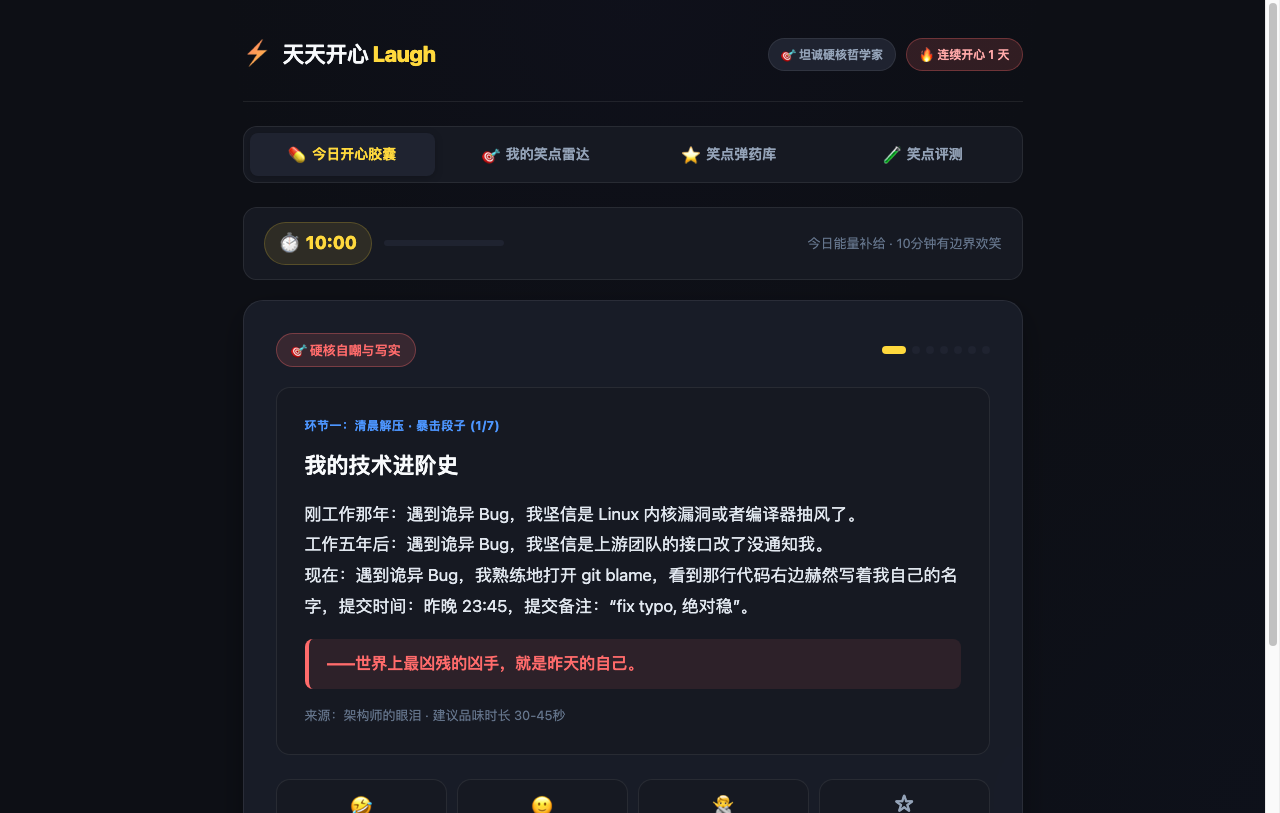 天天开心 Laugh
坦诚硬核哲学家
连续开心 1 天
今日开心胶囊
我的笑点雷达
笑点弹药库
笑点评测
10:00
今日能量补给 · 10分钟有边界欢笑
硬核自嘲与写实
环节一：清晨解压 · 暴击段子 (1/7)
我的技术进阶史
刚工作那年：遇到诡异 Bug，我坚信是 Linux 内核漏洞或者编译器抽风了。
工作五年后：遇到诡异 Bug，我坚信是上游团队的接口改了没通知我。
现在：遇到诡异 Bug，我熟练地打开 git blame，看到那行代码右边赫然写着我自己的名
字，提交时间：昨晚 23:45，提交备注：“fix typo, 绝对稳”。
——世界上最凶残的凶手，就是昨天的自己。
来源：架构师的眼泪 · 建议品味时长 30-45秒